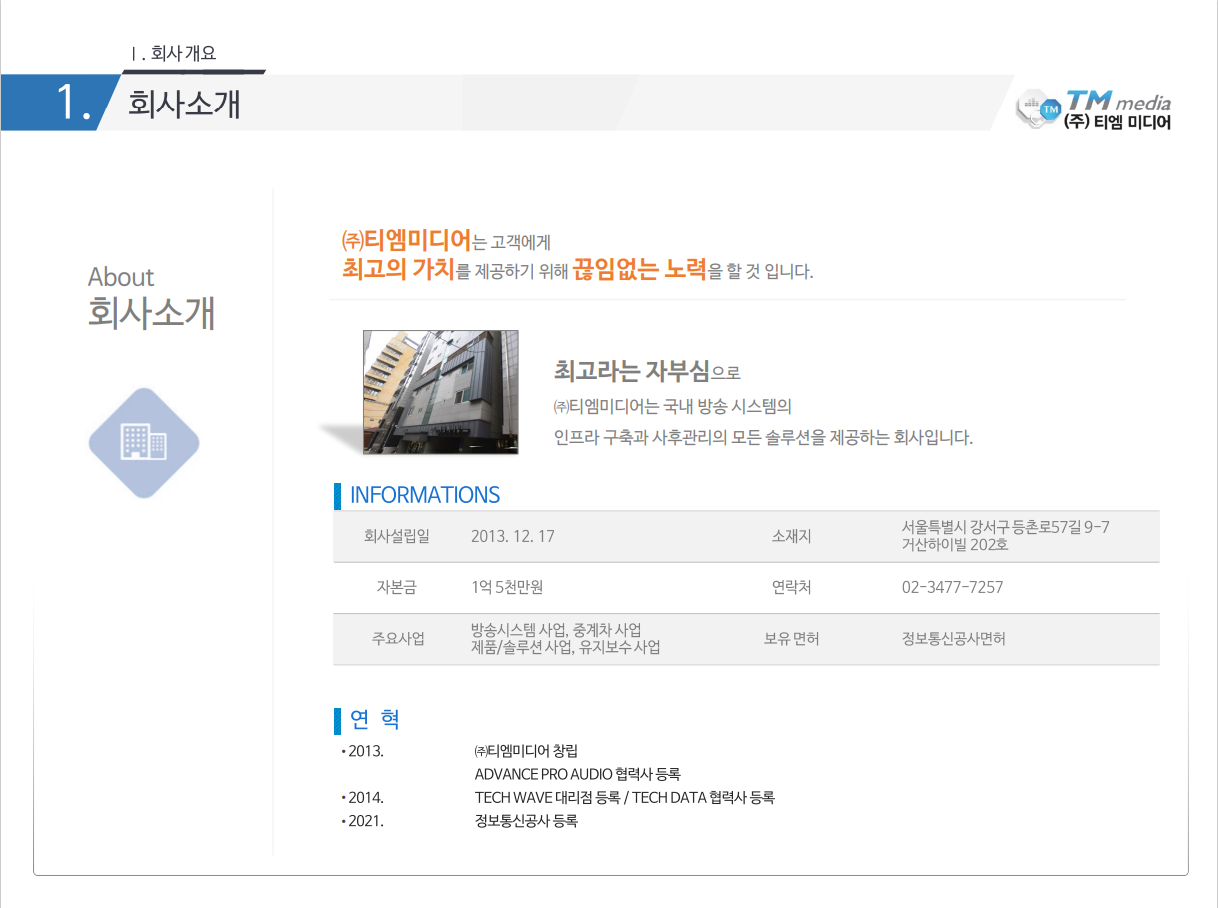 Ⅰ. 회사 개요
1. 회사소개
TM
TM media
(주) 티엠 미디어
About
회사소개
㈜티엠미디어는 고객에게
최고의 가치를 제공하기 위해 끊임없는 노력을 할 것 입니다.
최고라는 자부심으로
㈜티엠미디어는 국내 방송 시스템의
인프라 구축과 사후관리의 모든 솔루션을 제공하는 회사입니다.
INFORMATIONS
회사설립일 2013. 12. 17 소재지 서울특별시 강서구 등촌로57길 9-7
거산하이빌 202호
자본금 1억 5천만원 연락처 02-3477-7257
주요사업 방송시스템 사업, 중계차 사업
제품/솔루션 사업, 유지보수 사업 보유 면허 정보통신공사면허
연 혁
• 2013. ㈜티엠미디어 창립
ADVANCE PRO AUDIO 협력사 등록
• 2014. TECH WAVE 대리점 등록 / TECH DATA 협력사 등록
• 2021. 정보통신공사 등록